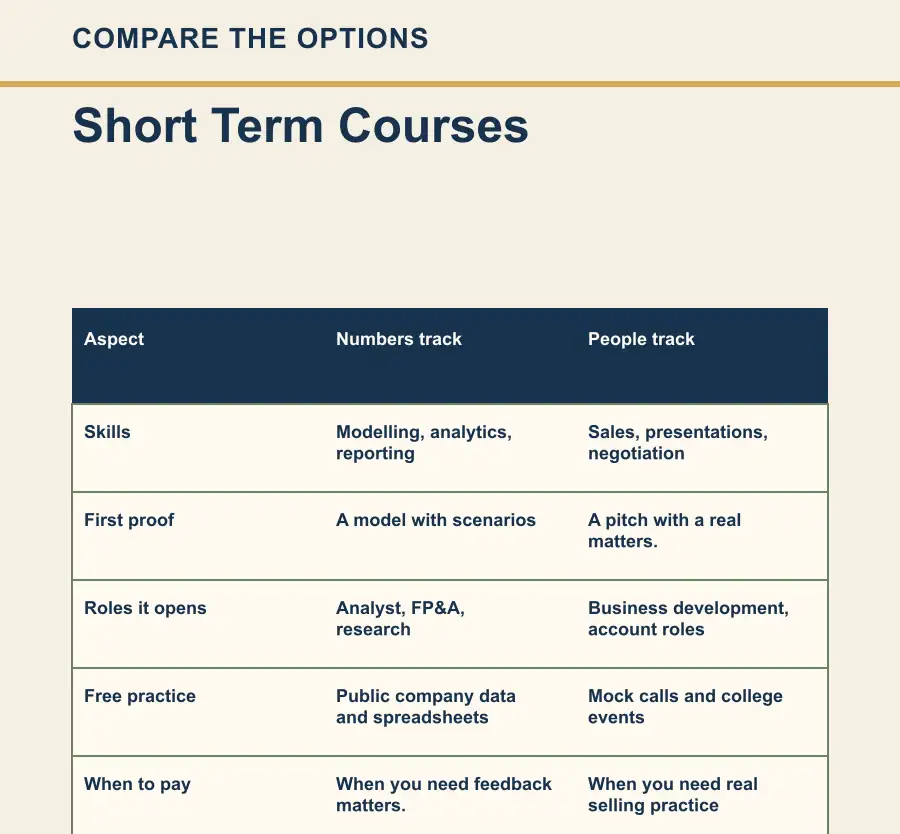 COMPARE THE OPTIONS
Short Term Courses
Aspect
Numbers track
People track
Skills
Modelling, analytics,
reporting
Sales, presentations,
negotiation
First proof
A model with scenarios
A pitch with a real
matters.
Roles it opens
Analyst, FP&A,
research
Business development,
account roles
Free practice
Public company data
and spreadsheets
Mock calls and college
events
When to pay
When you need feedback
matters.
When you need real
selling practice